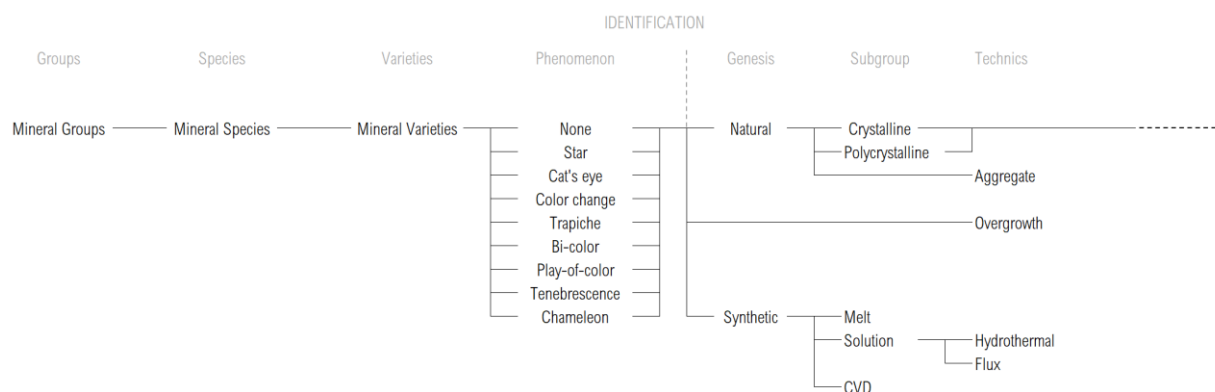 IDENTIFICATION
Groups Species Varieties Phenomenon Genesis Subgroup Technics
Mineral Groups Mineral Species Mineral Varieties None Natural Crystalline
Star Polycrystalline
Cat's eye Aggregate
Color change
Trapiche Overgrowth
Bi-color
Play-of-color
Tenebrescence
Chameleon Synthetic Melt
Solution Hydrothermal
Flux
CVD